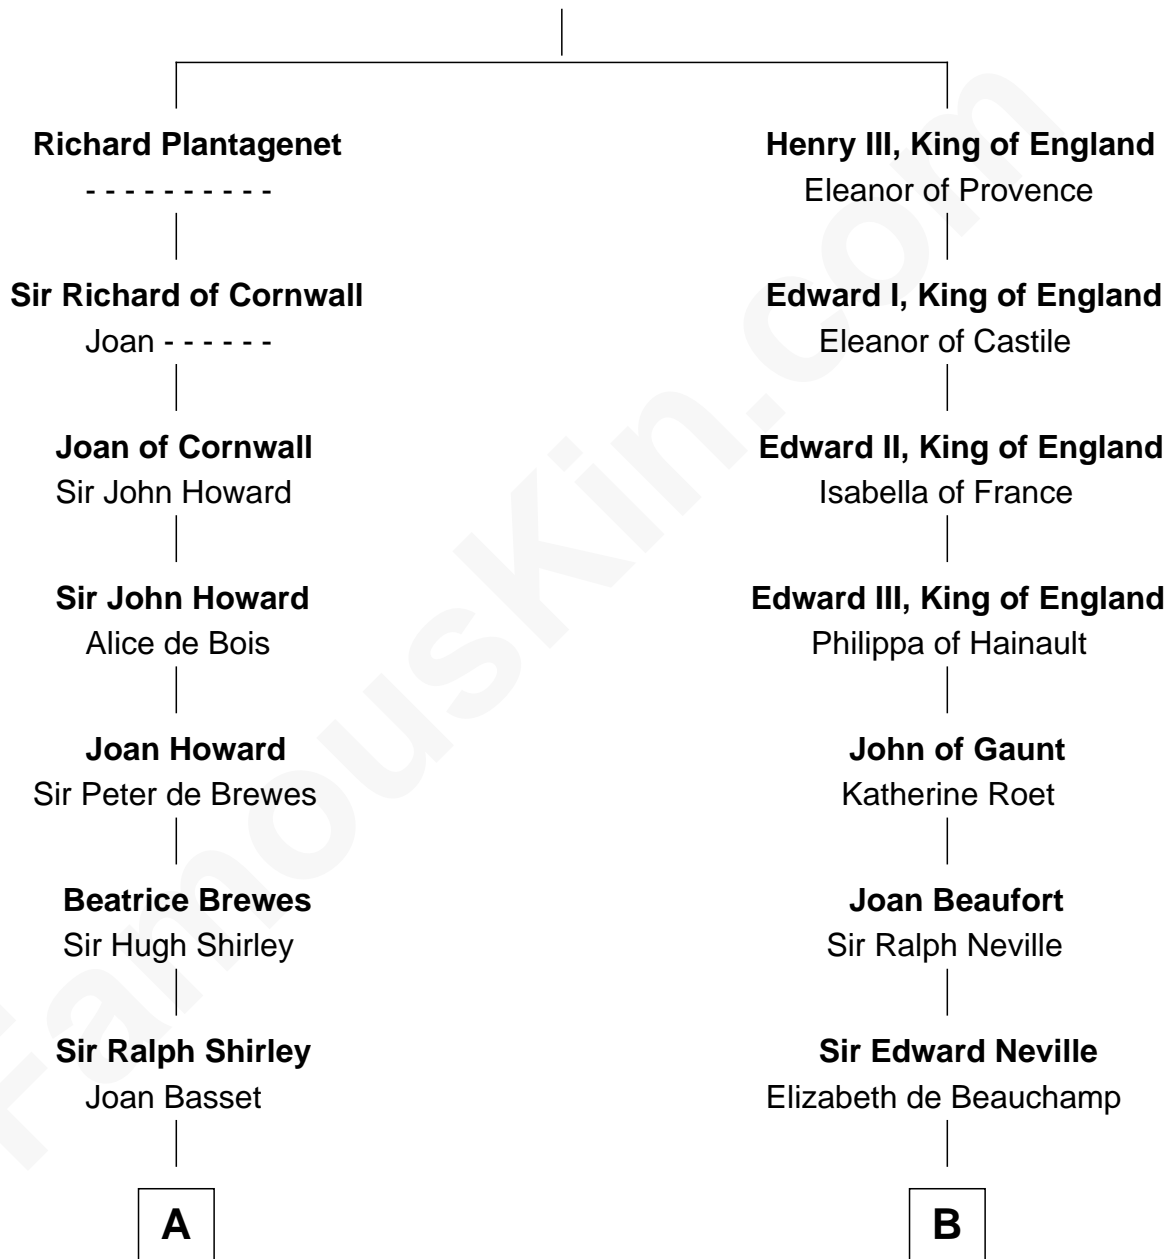 Richard Plantagenet
- - - - - - - - - -
Sir Richard of Cornwall
Joan - - - - - -
Joan of Cornwall
Sir John Howard
Sir John Howard
Alice de Bois
Joan Howard
Sir Peter de Brewes
Beatrice Brewes
Sir Hugh Shirley
Sir Ralph Shirley
Joan Basset
A
Henry III, King of England
Eleanor of Provence
Edward I, King of England
Eleanor of Castile
Edward II, King of England
Isabella of France
Edward III, King of England
Philippa of Hainault
John of Gaunt
Katherine Roet
Joan Beaufort
Sir Ralph Neville
Sir Edward Neville
Elizabeth de Beauchamp
B
FamousKin.com